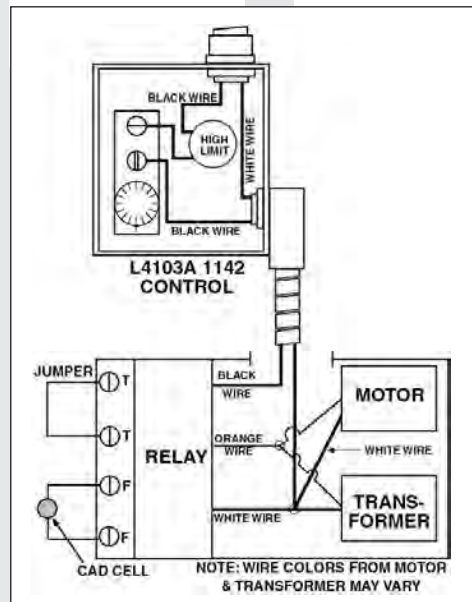 BLACK WIRE
HIGH
LIMIT
WHITE WIRE
BLACK WIRE
L4103A 1142
CONTROL
JUMPER
T
BLACK
WIRE
MOTOR
T
RELAY
ORANGE
WIRE
WHITE WIRE
F
WHITE WIRE
TRANS-
FORMER
F
CAD CELL
NOTE: WIRE COLORS FROM MOTOR
& TRANSFORMER MAY VARY